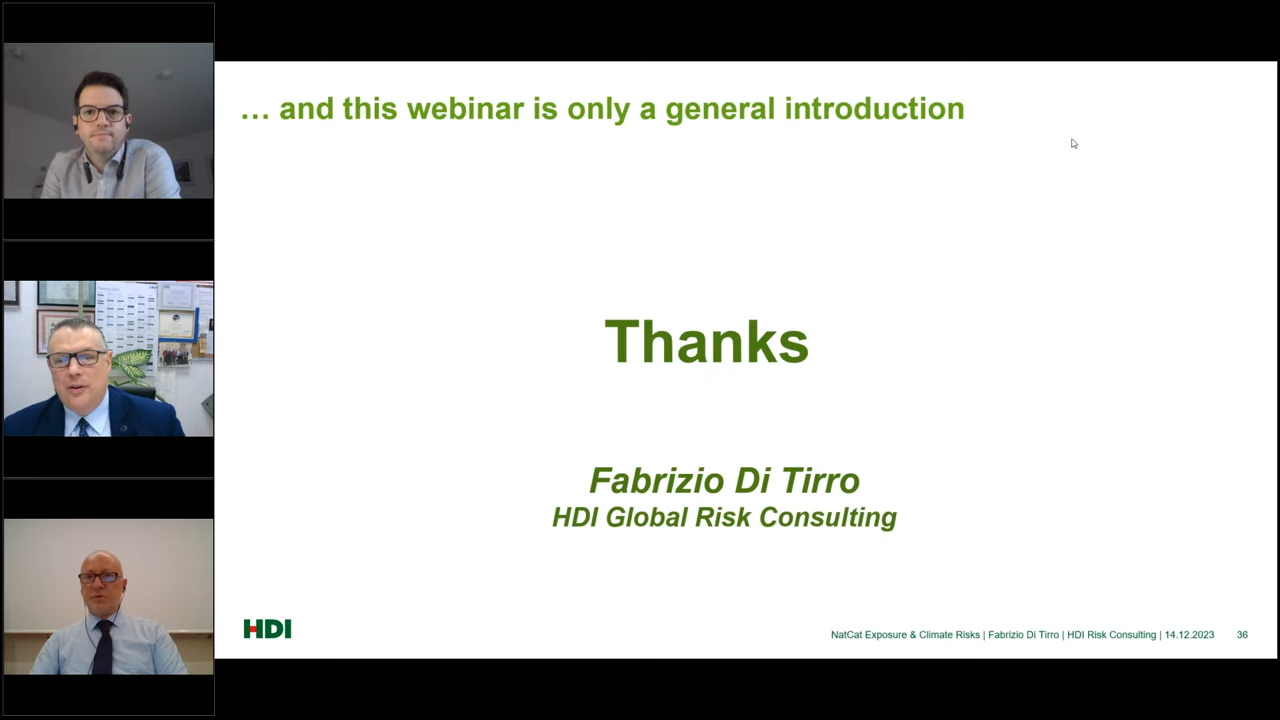 … and this webinar is only a general introduction
Thanks
Fabrizio Di Tirro
HDI Global Risk Consulting
HDI
NatCat Exposure & Climate Risks | Fabrizio Di Tirro | HDI Risk Consulting | 14.12.2023 36